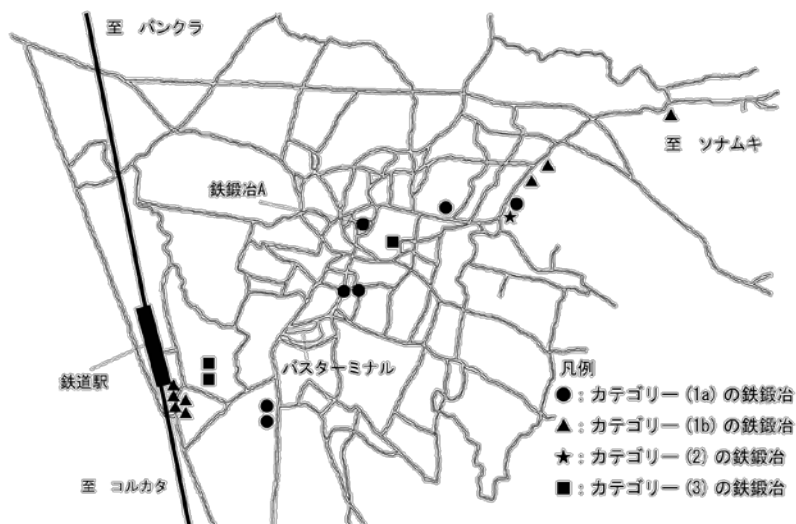 至 バンクラ
至 ソナムキ
鉄鍛冶A
バスターミナル
鉄道駅
至 コルカタ
凡例
●：カテゴリー(1a)の鉄鍛冶
▲：カテゴリー(1b)の鉄鍛冶
★：カテゴリー(2)の鉄鍛冶
■：カテゴリー(3)の鉄鍛冶